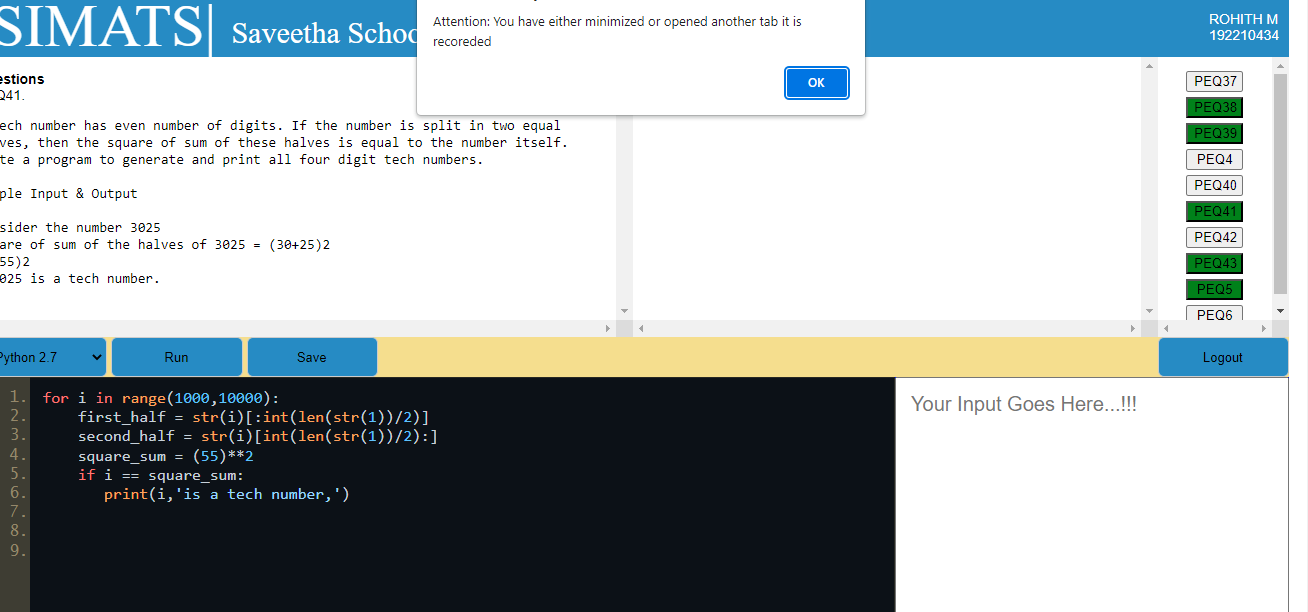 SIMATS
Saveetha Schoo
Attention: You have either minimized or opened another tab it is
recoreded
OK
ROHITH M
192210434
estions
Q41.
ech number has even number of digits. If the number is split in two equal
ves, then the square of sum of these halves is equal to the number itself.
te a program to generate and print all four digit tech numbers.
ple Input & Output
sider the number 3025
are of sum of the halves of 3025 = (30+25)2
55)2
025 is a tech number.
PEQ37
PEQ38
PEQ39
PEQ4
PEQ40
PEQ41
PEQ42
PEQ43
PEQ5
PEQ6
Python 2.7
Run
Save
Logout
1. for i in range(1000,10000):
2. first_half = str(i)[:int(len(str(1))/2)]
3. second_half = str(i)[int(len(str(1))/2):]
4. square_sum = (55)**2
5. if i == square_sum:
6. print(i,'is a tech number,')
7.
8.
9.
Your Input Goes Here...!!!